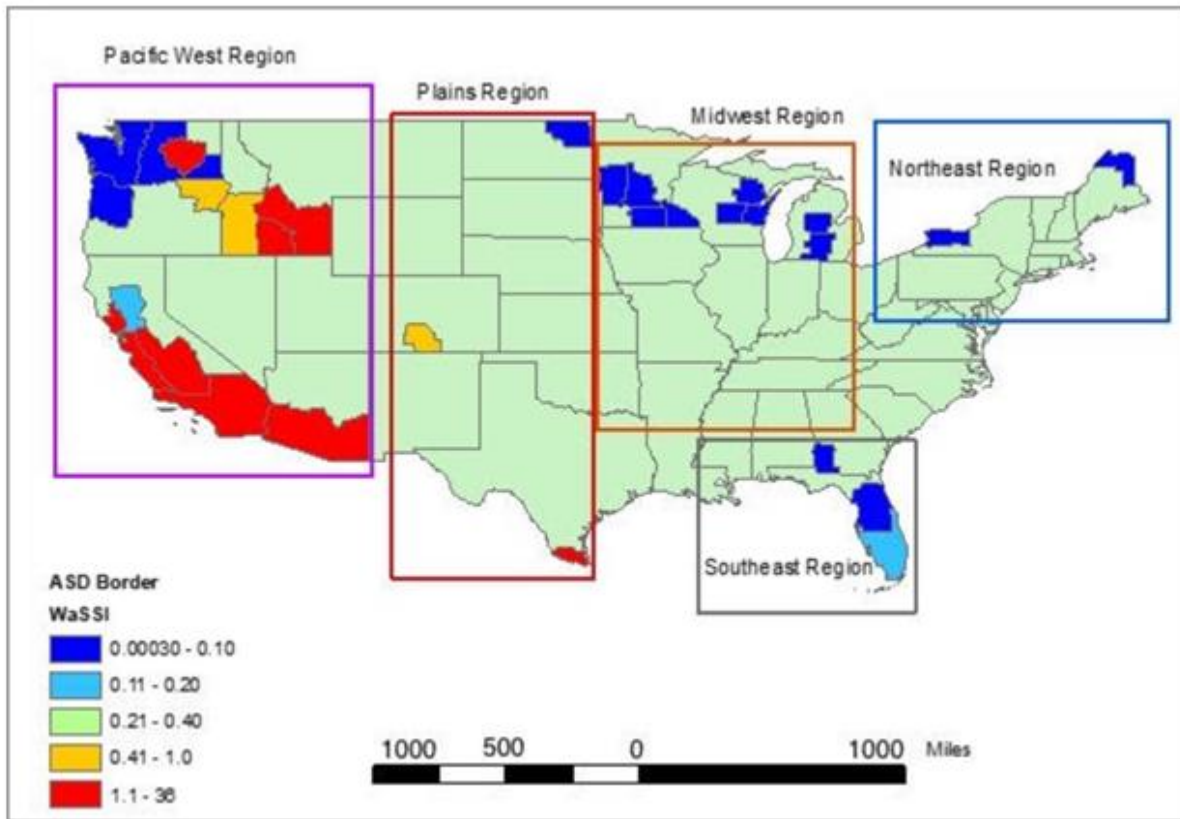 Pacific West Region
Plains Region
Midwest Region
Northeast Region
Southeast Region
ASD Border
WaSSI
0.00030 - 0.10
0.11 - 0.20
0.21 - 0.40
0.41 - 1.0
1.1 - 36
1000 500 0 1000 Miles